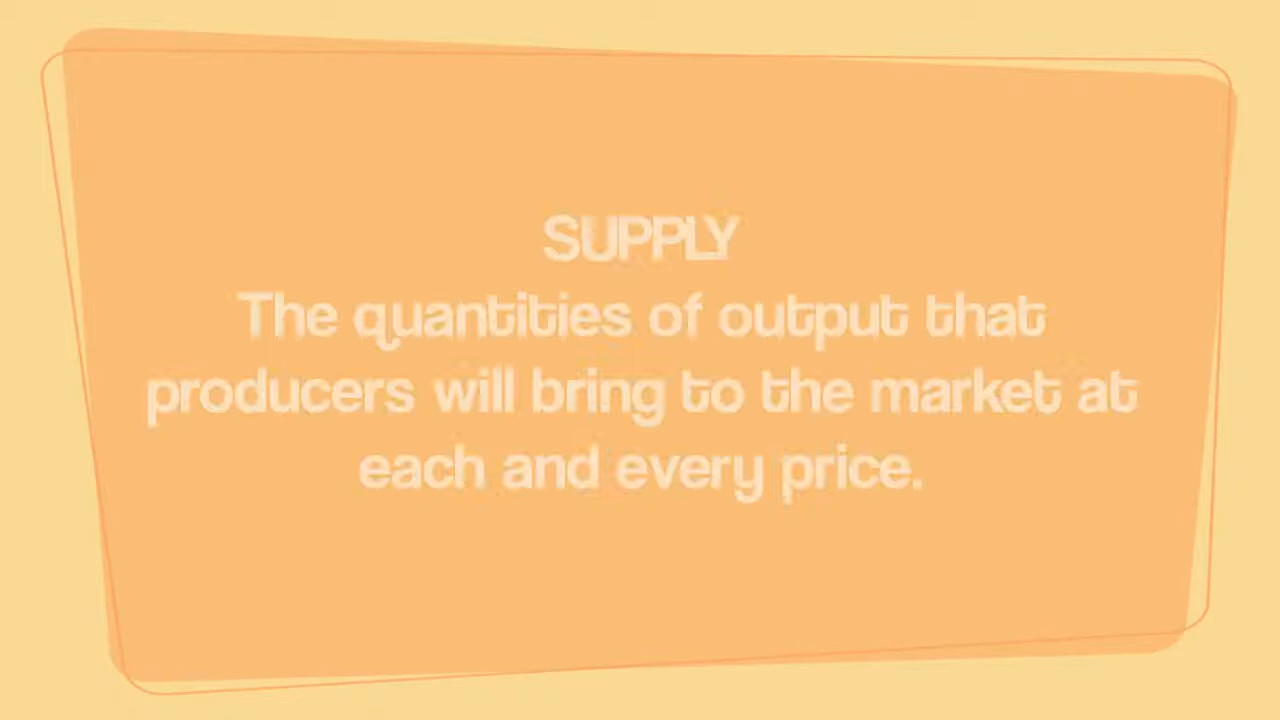 SUPPLY
The quantities of output that
producers will bring to the market at
each and every price.